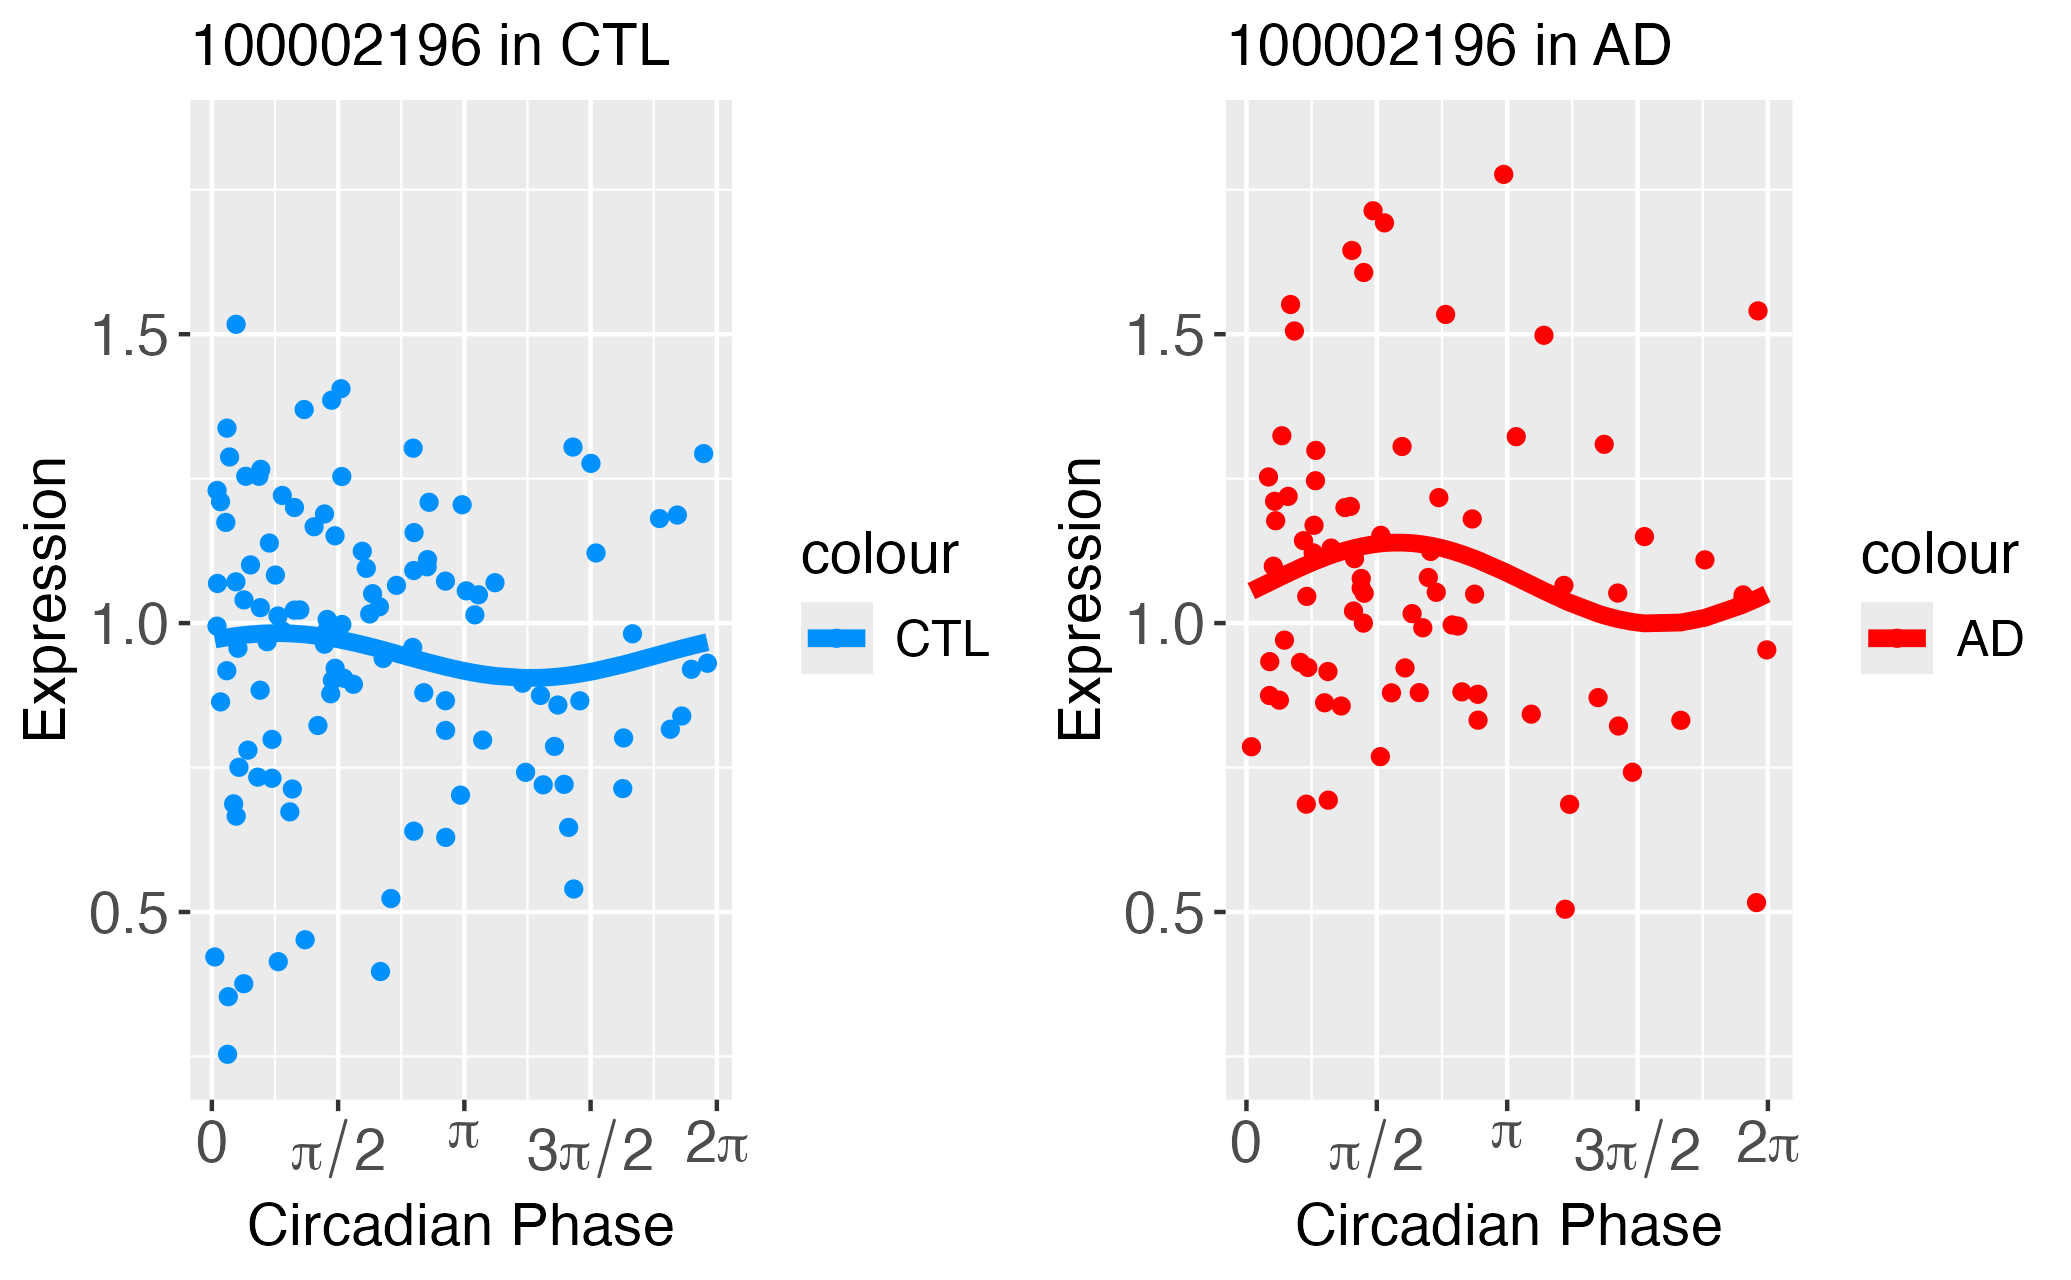 100002196 in CTL
Expression
1.5
1.0
0.5
0
π/2
π
3π/2
2π
Circadian Phase
colour
CTL
100002196 in AD
Expression
1.5
1.0
0.5
0
π/2
π
3π/2
2π
Circadian Phase
colour
AD